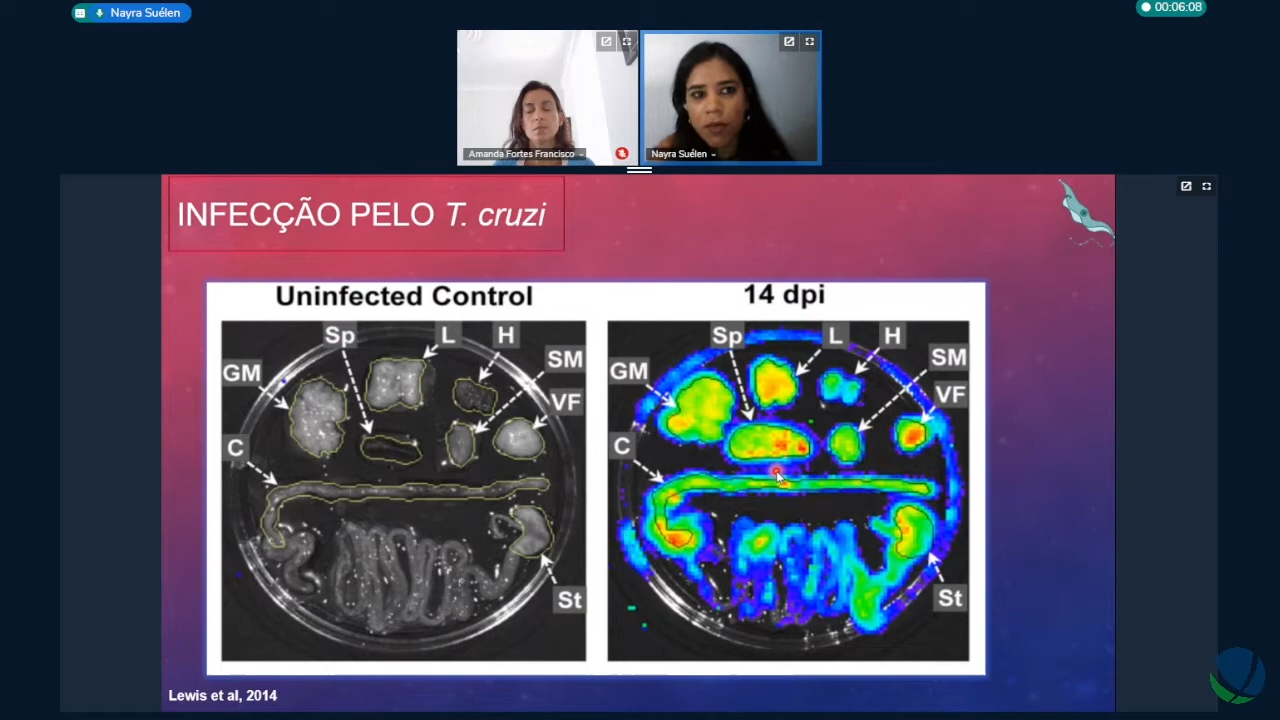 Nayra Suélen
00:06:08
Amanda Fortes Francisco
Nayra Suélen
INFECÇÃO PELO T. cruzi
Uninfected Control
14 dpi
Sp
L
H
GM
SM
VF
C
St
Sp
L
H
GM
SM
VF
C
St
Lewis et al, 2014